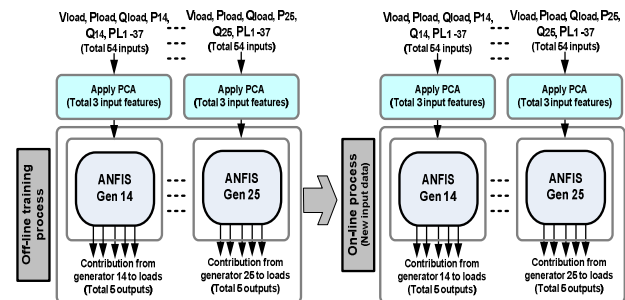 Vload, Pload, Qload, P14,
Q14, PL1 -37
(Total 54 inputs)
Vload, Pload, Qload, P25,
Q25, PL1 -37
(Total 54 inputs)
Apply PCA
(Total 3 input features)
Apply PCA
(Total 3 input features)
Off-line training
process
ANFIS
Gen 14
ANFIS
Gen 25
Contribution from
generator 14 to loads
(Total 5 outputs)
Contribution from
generator 25 to loads
(Total 5 outputs)
Vload, Pload, Qload, P14,
Q14, PL1 -37
(Total 54 inputs)
Vload, Pload, Qload, P25,
Q25, PL1 -37
(Total 54 inputs)
Apply PCA
(Total 3 input features)
Apply PCA
(Total 3 input features)
On-line process
(New input data)
ANFIS
Gen 14
ANFIS
Gen 25
Contribution from
generator 14 to loads
(Total 5 outputs)
Contribution from
generator 25 to loads
(Total 5 outputs)